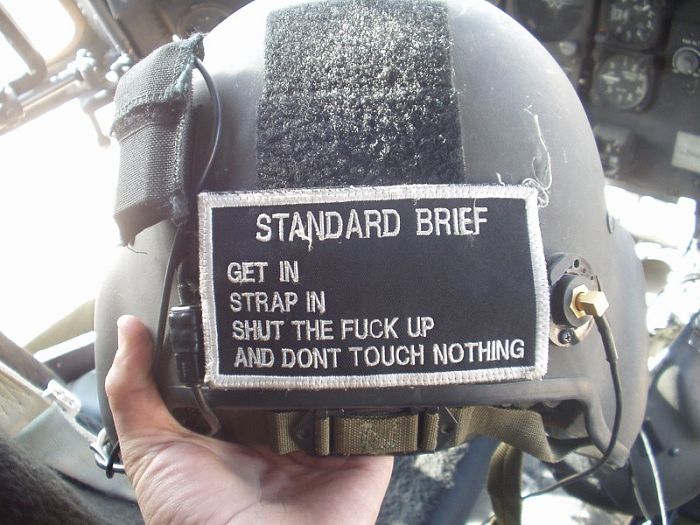 STANDARD BRIEF
GET IN
STRAP IN
SHUT THE FUCK UP
AND DONT TOUCH NOTHING